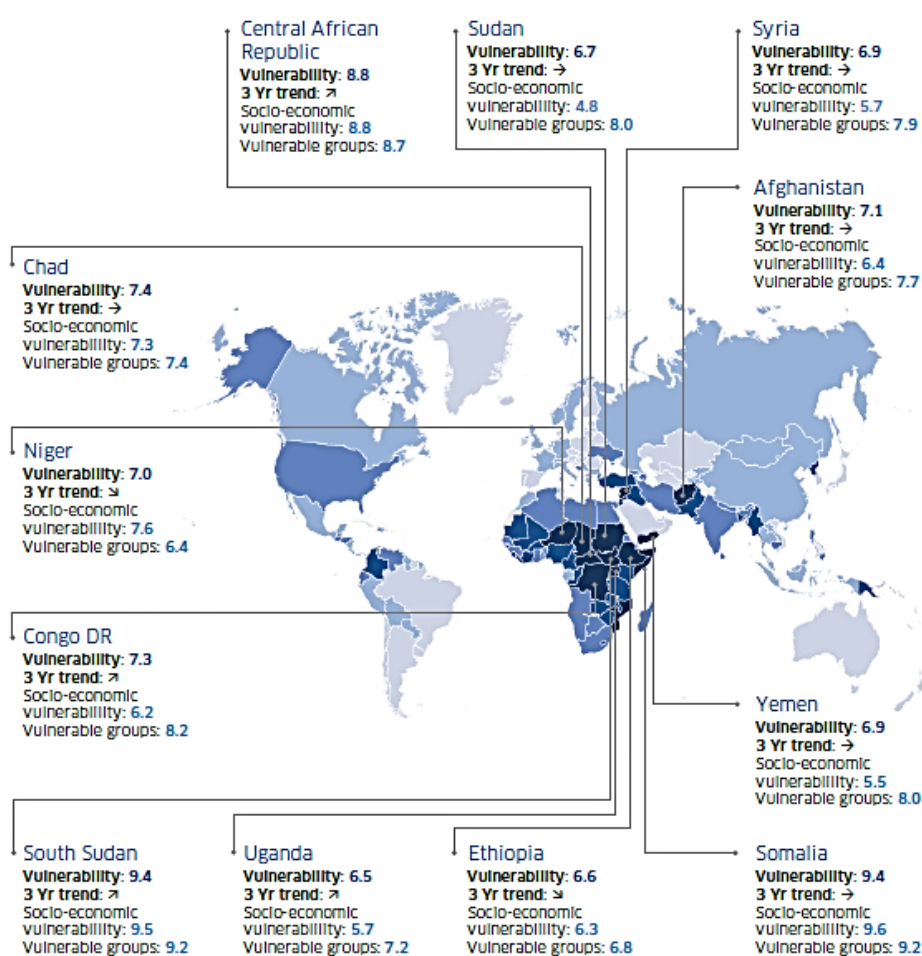 Central African
Republic
Vulnerability: 8.8
3 Yr trend: ↗
Socio-economic
vulnerability: 8.8
Vulnerable groups: 8.7
Sudan
Vulnerability: 6.7
3 Yr trend: →
Socio-economic
vulnerability: 4.8
Vulnerable groups: 8.0
Syria
Vulnerability: 6.9
3 Yr trend: →
Socio-economic
vulnerability: 5.7
Vulnerable groups: 7.9
Afghanistan
Vulnerability: 7.1
3 Yr trend: →
Socio-economic
vulnerability: 6.4
Vulnerable groups: 7.7
Chad
Vulnerability: 7.4
3 Yr trend: →
Socio-economic
vulnerability: 7.3
Vulnerable groups: 7.4
Niger
Vulnerability: 7.0
3 Yr trend: ↘
Socio-economic
vulnerability: 7.6
Vulnerable groups: 6.4
Congo DR
Vulnerability: 7.3
3 Yr trend: ↗
Socio-economic
vulnerability: 6.2
Vulnerable groups: 8.2
Yemen
Vulnerability: 6.9
3 Yr trend: →
Socio-economic
vulnerability: 5.5
Vulnerable groups: 8.0
South Sudan
Vulnerability: 9.4
3 Yr trend: ↗
Socio-economic
vulnerability: 9.5
Vulnerable groups: 9.2
Uganda
Vulnerability: 6.5
3 Yr trend: ↗
Socio-economic
vulnerability: 5.7
Vulnerable groups: 7.2
Ethiopia
Vulnerability: 6.6
3 Yr trend: ↘
Socio-economic
vulnerability: 6.3
Vulnerable groups: 6.8
Somalia
Vulnerability: 9.4
3 Yr trend: →
Socio-economic
vulnerability: 9.6
Vulnerable groups: 9.2